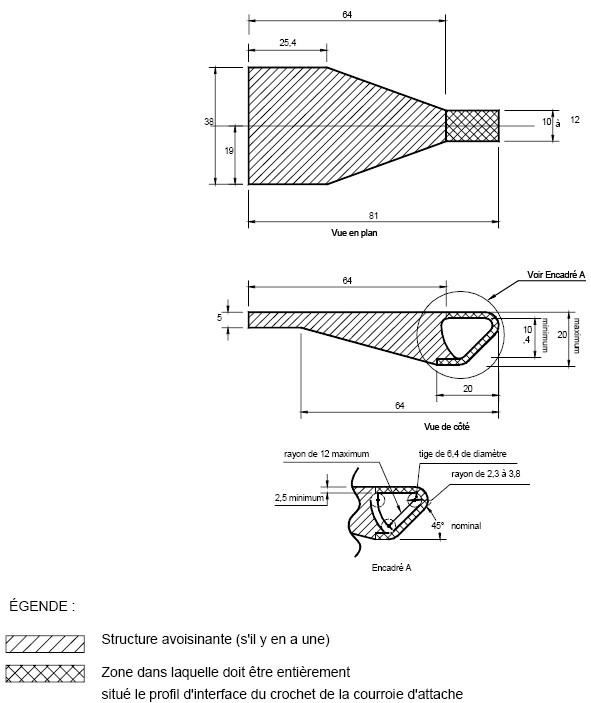 64
25,4
38
19
10 à 12
81
Vue en plan
Voir Encadré A
64
5
10
,4
minimum
20
maximum
20
64
Vue de côté
rayon de 12 maximum
tige de 6,4 de diamètre
rayon de 2,3 à 3,8
2,5 minimum
45° nominal
Encadré A
ÉGENDE :
Structure avoisinante (s'il y en a une)
Zone dans laquelle doit être entièrement
situé le profil d'interface du crochet de la courroie d'attache